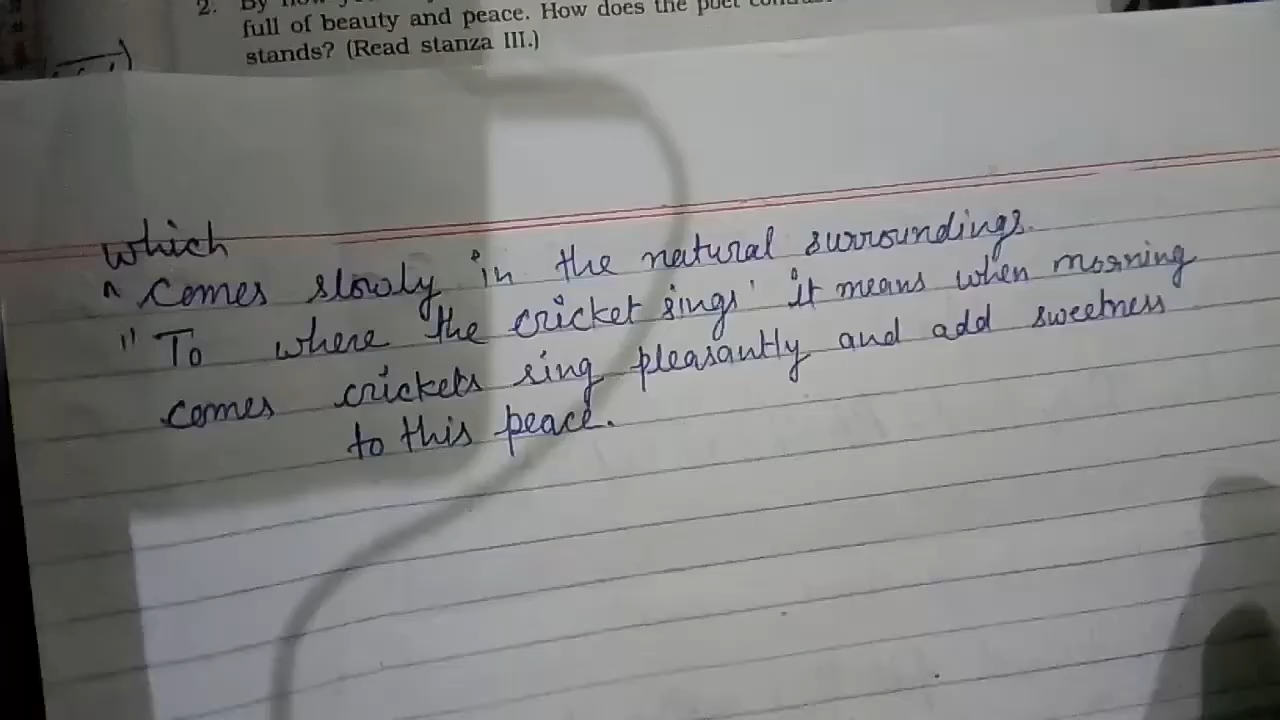 2. By
full of beauty and peace. How does the poet
stands? (Read stanza III.)
which
^ comes slowly in the natural surroundings.
" To where the cricket sings' it means when morning
comes crickets sing pleasantly and add sweetness
to this peace.